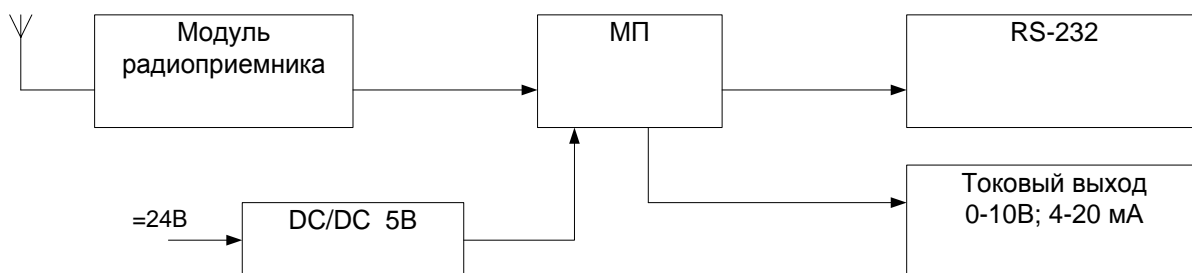 Модуль
радиоприемника
МП
RS-232
=24В
DC/DC 5В
Токовый выход
0-10В; 4-20 мА